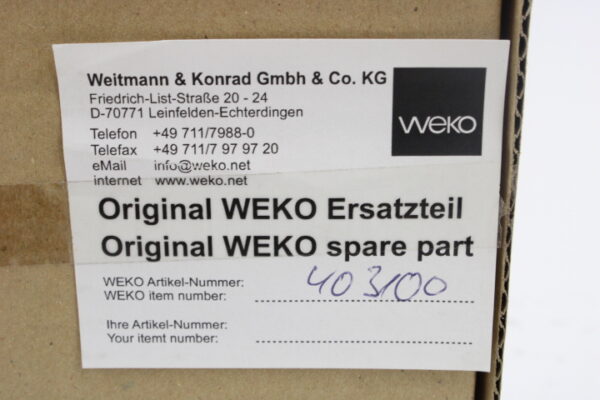 Weitmann & Konrad Gmbh & Co. KG
Friedrich-List-Straße 20 - 24
D-70771 Leinfelden-Echterdingen
Telefon +49 711/7988-0
Telefax +49 711/7 97 97 20
eMail info@weko.net
internet www.weko.net
weko
Original WEKO Ersatzteil
Original WEKO spare part
WEKO Artikel-Nummer:
WEKO item number: 403100
Ihre Artikel-Nummer:
Your itemt number: